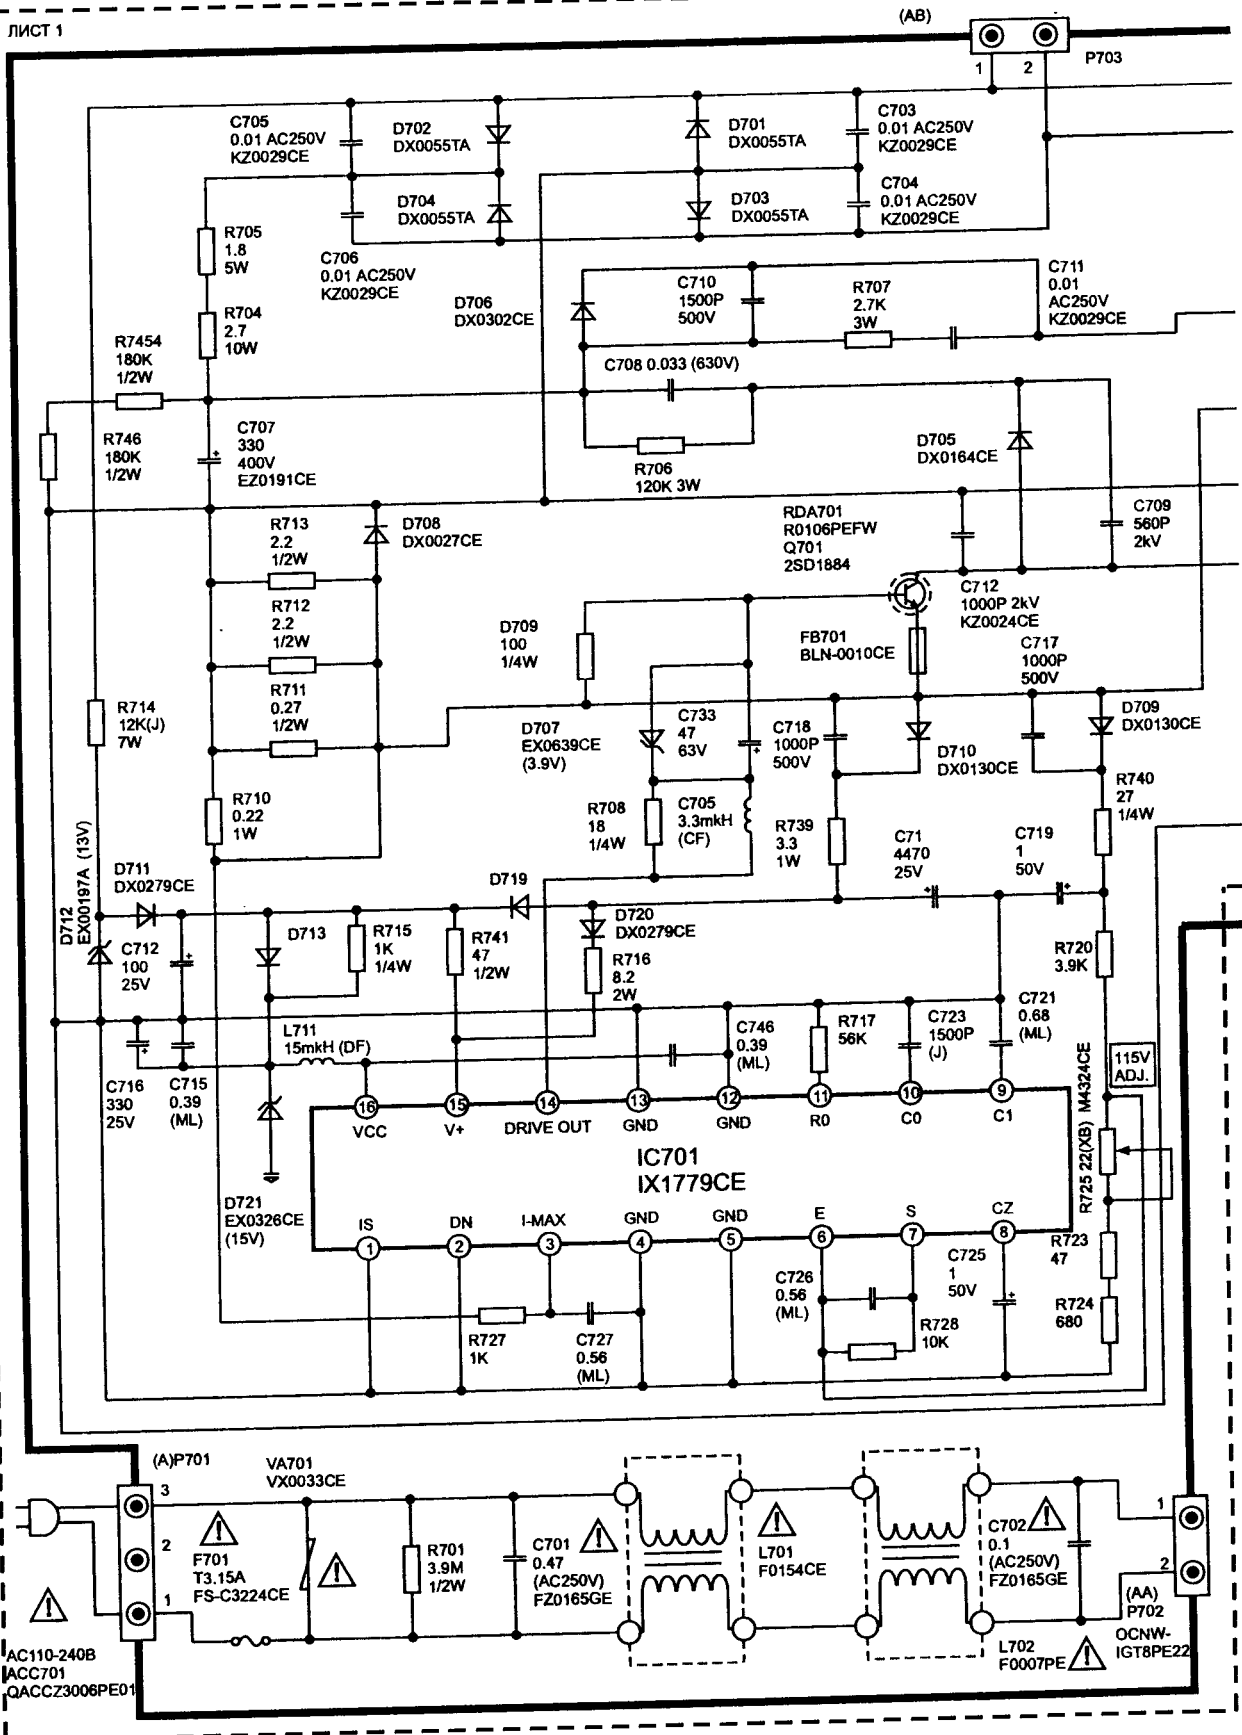 ЛИСТ 1
(AB)
P703
1
2
C705
0.01 AC250V
KZ0029CE
D702
DX0055TA
D701
DX0055TA
C703
0.01 AC250V
KZ0029CE
D704
DX0055TA
D703
DX0055TA
C704
0.01 AC250V
KZ0029CE
R705
1.8
5W
C706
0.01 AC250V
KZ0029CE
R704
2.7
10W
D706
DX0302CE
C710
1500P
500V
R707
2.7K
3W
C711
0.01
AC250V
KZ0029CE
R7454
180K
1/2W
C708 0.033 (630V)
R746
180K
1/2W
C707
330
400V
EZ0191CE
R706
120K 3W
D705
DX0164CE
R713
2.2
1/2W
D708
DX0027CE
RDA701
R0106PEFW
Q701
2SD1884
C709
560P
2kV
C712
1000P 2kV
KZ0024CE
R712
2.2
1/2W
D709
100
1/4W
FB701
BLN-0010CE
C717
1000P
500V
R711
0.27
1/2W
R714
12K(J)
7W
D707
EX0639CE
(3.9V)
C733
47
63V
C718
1000P
500V
D710
DX0130CE
D709
DX0130CE
R710
0.22
1W
R708
18
1/4W
C705
3.3mkH
(CF)
R739
3.3
1W
C71
4470
25V
C719
1
50V
R740
27
1/4W
D712
EX00197A (13V)
D711
DX0279CE
D719
C712
100
25V
D713
R715
1K
1/4W
R741
47
1/2W
D720
DX0279CE
R716
8.2
2W
R720
3.9K
L711
15mkH (DF)
C746
0.39
(ML)
R717
56K
C723
1500P
(J)
C721
0.68
(ML)
115V
ADJ.
C716
330
25V
C715
0.39
(ML)
16
15
14
13
12
11
10
9
VCC
V+
DRIVE OUT
GND
GND
R0
C0
C1
IC701
IX1779CE
R725 22(XB) M4324CE
D721
EX0326CE
(15V)
IS
DN
I-MAX
GND
GND
E
S
CZ
1
2
3
4
5
6
7
8
R723
47
C726
0.56
(ML)
C725
1
50V
R724
680
R727
1K
C727
0.56
(ML)
R728
10K
(A)P701
VA701
VX0033CE
3
2
1
F701
T3.15A
FS-C3224CE
R701
3.9M
1/2W
C701
0.47
(AC250V)
FZ0165GE
L701
F0154CE
C702
0.1
(AC250V)
FZ0165GE
1
2
(AA)
P702
OCNW-
IGT8PE22
L702
F0007PE
AC110-240B
ACC701
QACCZ3006PE01